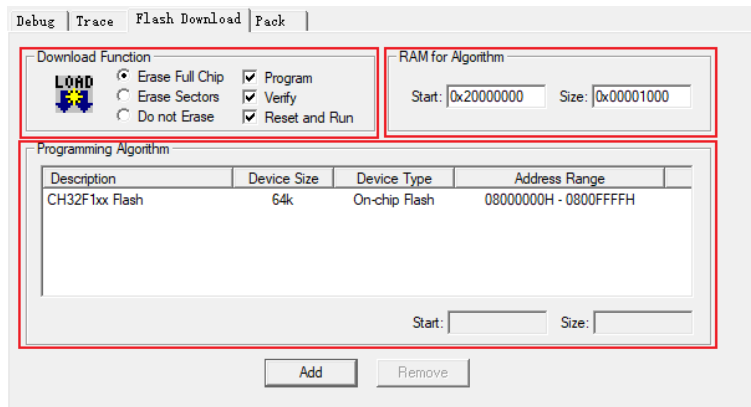 Debug Trace Flash Download Pack
Download Function
LOAD
Erase Full Chip Program
Erase Sectors Verify
Do not Erase Reset and Run
RAM for Algorithm
Start: 0x20000000 Size: 0x00001000
Programming Algorithm
Description Device Size Device Type Address Range
CH32F1xx Flash 64k On-chip Flash 08000000H - 0800FFFFH
Start: Size:
Add Remove